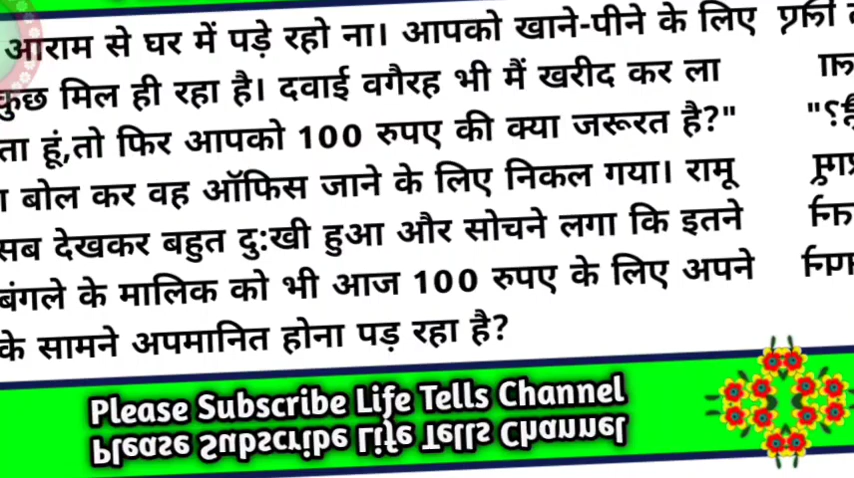 आराम से घर में पड़े रहो ना। आपको खाने-पीने के लिए
कुछ मिल ही रहा है। दवाई वगैरह भी मैं खरीद कर ला
ता हूं,तो फिर आपको 100 रुपए की क्या जरूरत है?"
बोल कर वह ऑफिस जाने के लिए निकल गया। रामू
सब देखकर बहुत दु:खी हुआ और सोचने लगा कि इतने
बंगले के मालिक को भी आज 100 रुपए के लिए अपने
के सामने अपमानित होना पड़ रहा है?
Please Subscribe Life Tells Channel
Please Subscribe Life Tells Channel